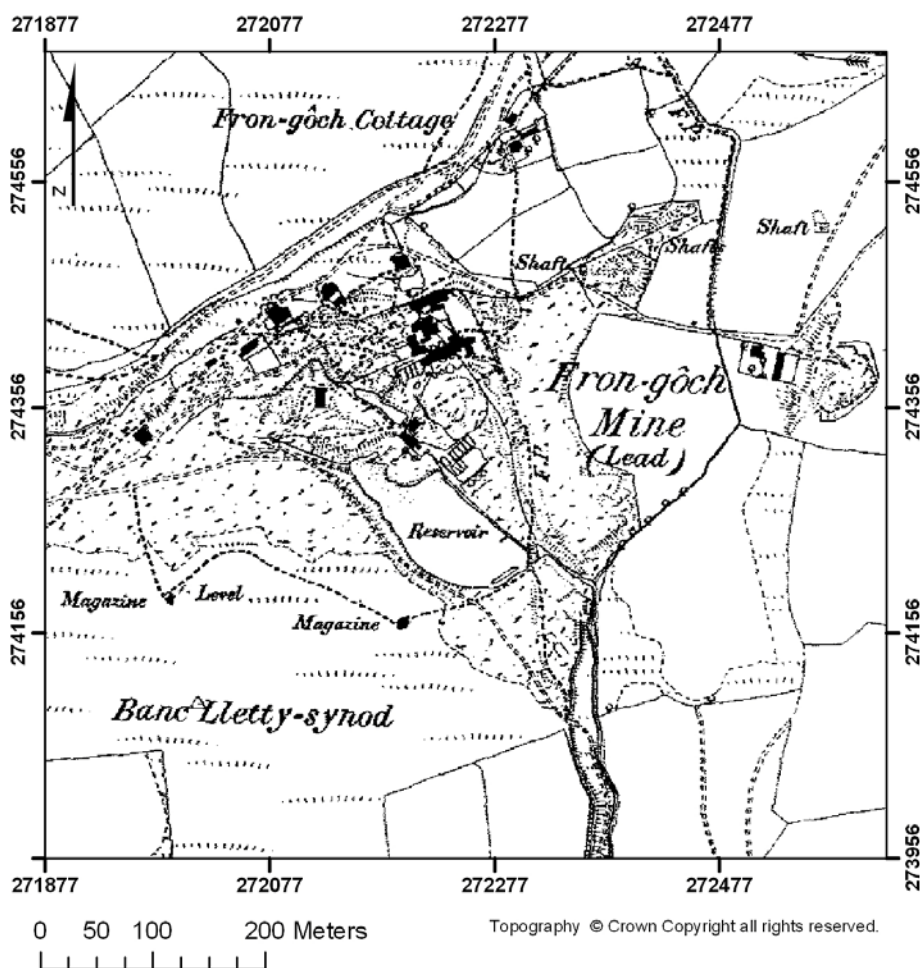 271877 272077 272277 272477
Fron-gôch Cottage
274556
274556
N
Shaft
Shaft
Shaft
274356
274356
Fron-gôch
Mine
(Lead)
F.P.
Reservoir
Magazine
Level
Magazine
274156
274156
Banc Lletty-synod
273956
271877 272077 272277 272477
0 50 100 200 Meters
Topography © Crown Copyright all rights reserved.